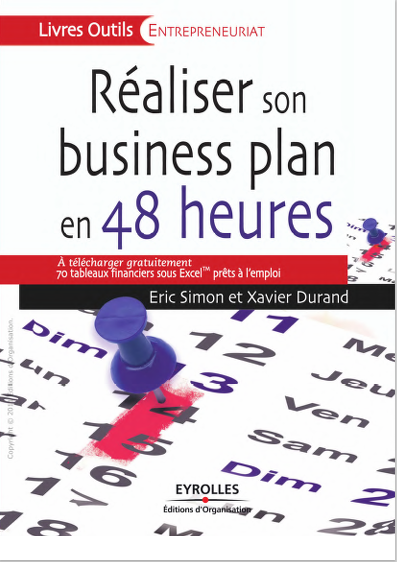 Livres Outils ENTREPRENEURIAT
Réaliser son
business plan
en 48 heures
À télécharger gratuitement
70 tableaux financiers sous Excel™ prêts à l'emploi
Eric Simon et Xavier Durand
Dim
11
12
Me
13
Jeu
14
Ven
15
Sam
16
Dim 2
17
EYROLLES
Éditions d'Organisation